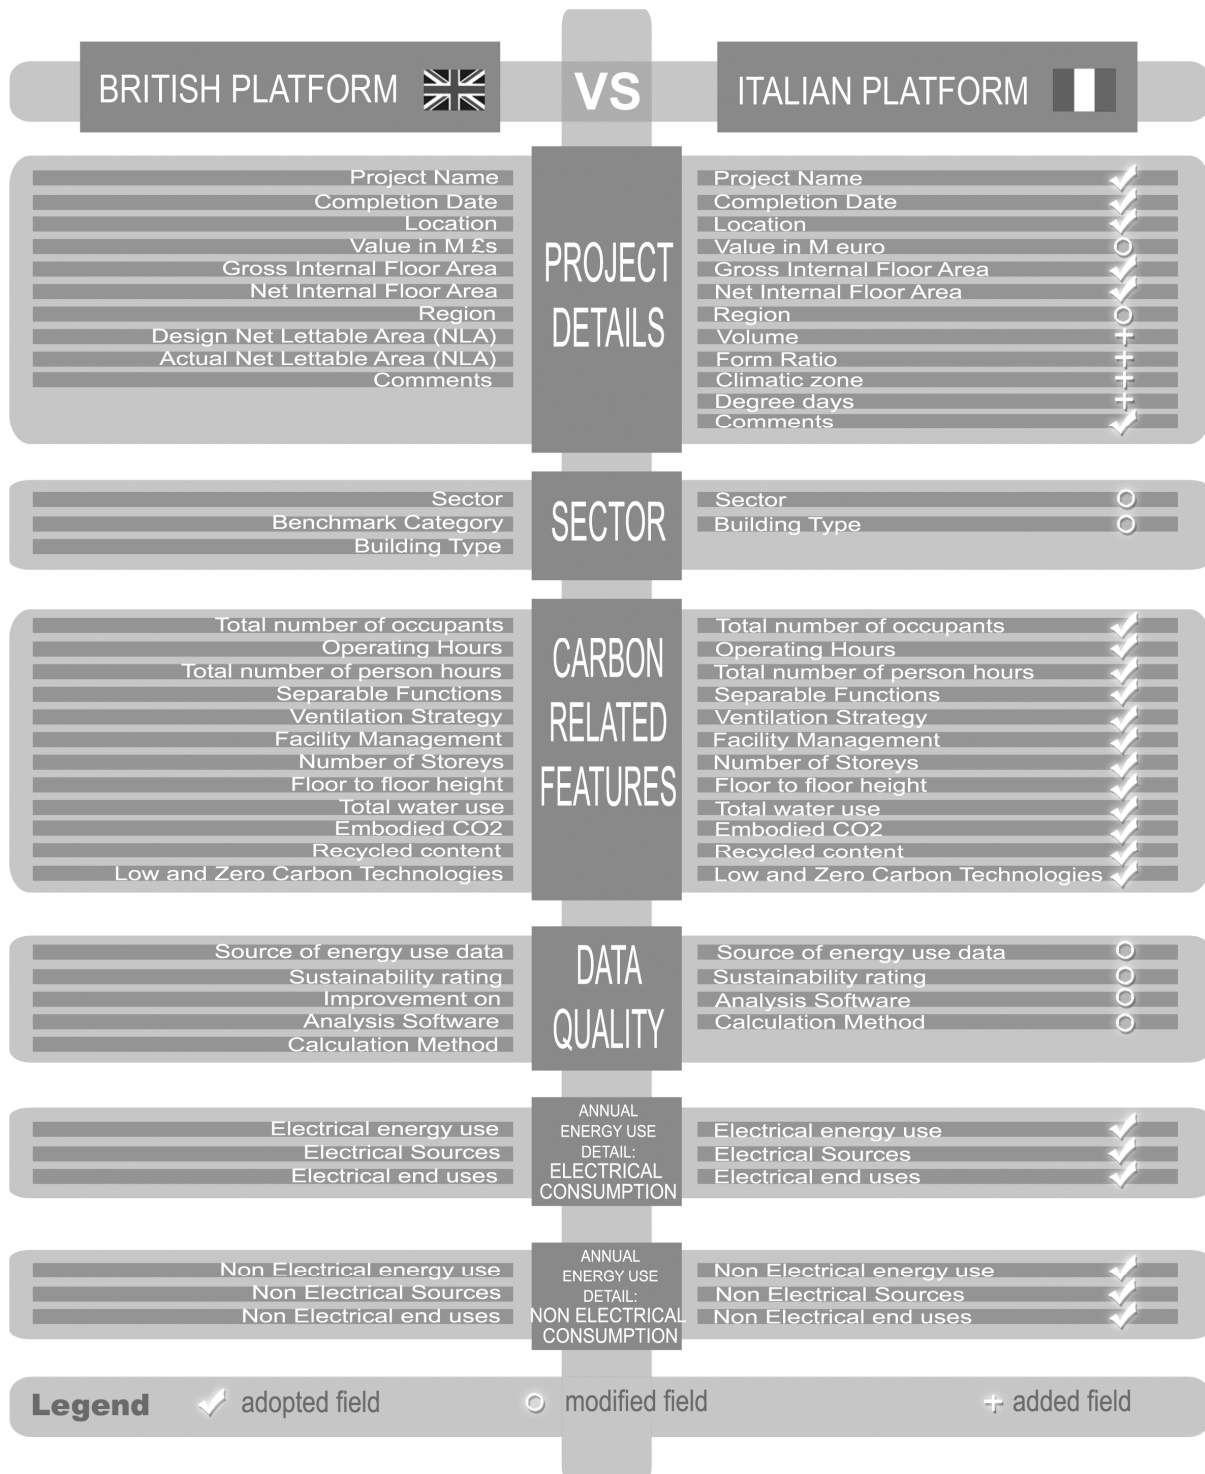 BRITISH PLATFORM
VS
ITALIAN PLATFORM
PROJECT
DETAILS
Project Name
Completion Date
Location
Value in M £s
Gross Internal Floor Area
Net Internal Floor Area
Region
Design Net Lettable Area (NLA)
Actual Net Lettable Area (NLA)
Comments
Project Name
Completion Date
Location
Value in M euro
Gross Internal Floor Area
Net Internal Floor Area
Region
Volume
Form Ratio
Climatic zone
Degree days
Comments
SECTOR
Sector
Benchmark Category
Building Type
Sector
Building Type
CARBON
RELATED
FEATURES
Total number of occupants
Operating Hours
Total number of person hours
Separable Functions
Ventilation Strategy
Facility Management
Number of Storeys
Floor to floor height
Total water use
Embodied CO2
Recycled content
Low and Zero Carbon Technologies
Total number of occupants
Operating Hours
Total number of person hours
Separable Functions
Ventilation Strategy
Facility Management
Number of Storeys
Floor to floor height
Total water use
Embodied CO2
Recycled content
Low and Zero Carbon Technologies
DATA
QUALITY
Source of energy use data
Sustainability rating
Improvement on
Analysis Software
Calculation Method
Source of energy use data
Sustainability rating
Analysis Software
Calculation Method
ANNUAL
ENERGY USE
DETAIL:
ELECTRICAL
CONSUMPTION
Electrical energy use
Electrical Sources
Electrical end uses
Electrical energy use
Electrical Sources
Electrical end uses
ANNUAL
ENERGY USE
DETAIL:
NON ELECTRICAL
CONSUMPTION
Non Electrical energy use
Non Electrical Sources
Non Electrical end uses
Non Electrical energy use
Non Electrical Sources
Non Electrical end uses
Legend
adopted field
modified field
added field